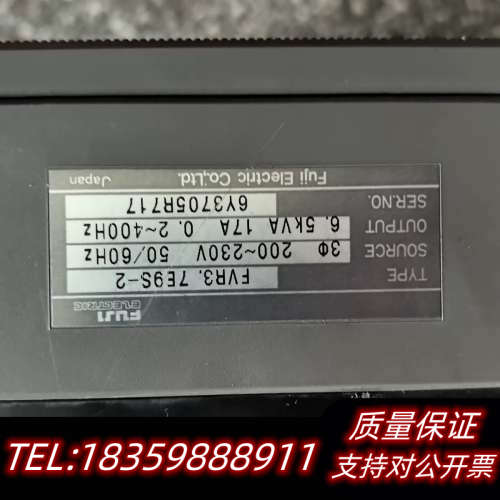 FUJI
ELECTRIC
TYPE FVR3.7E9S-2
SOURCE 3Φ 200~230V 50/60Hz
OUTPUT 6.5kVA 17A 0.2~400Hz
SER.NO. 6Y3705R717
Fuji Electric Co.,Ltd. Japan
TEL:18359888911
质量保证
支持对公开票